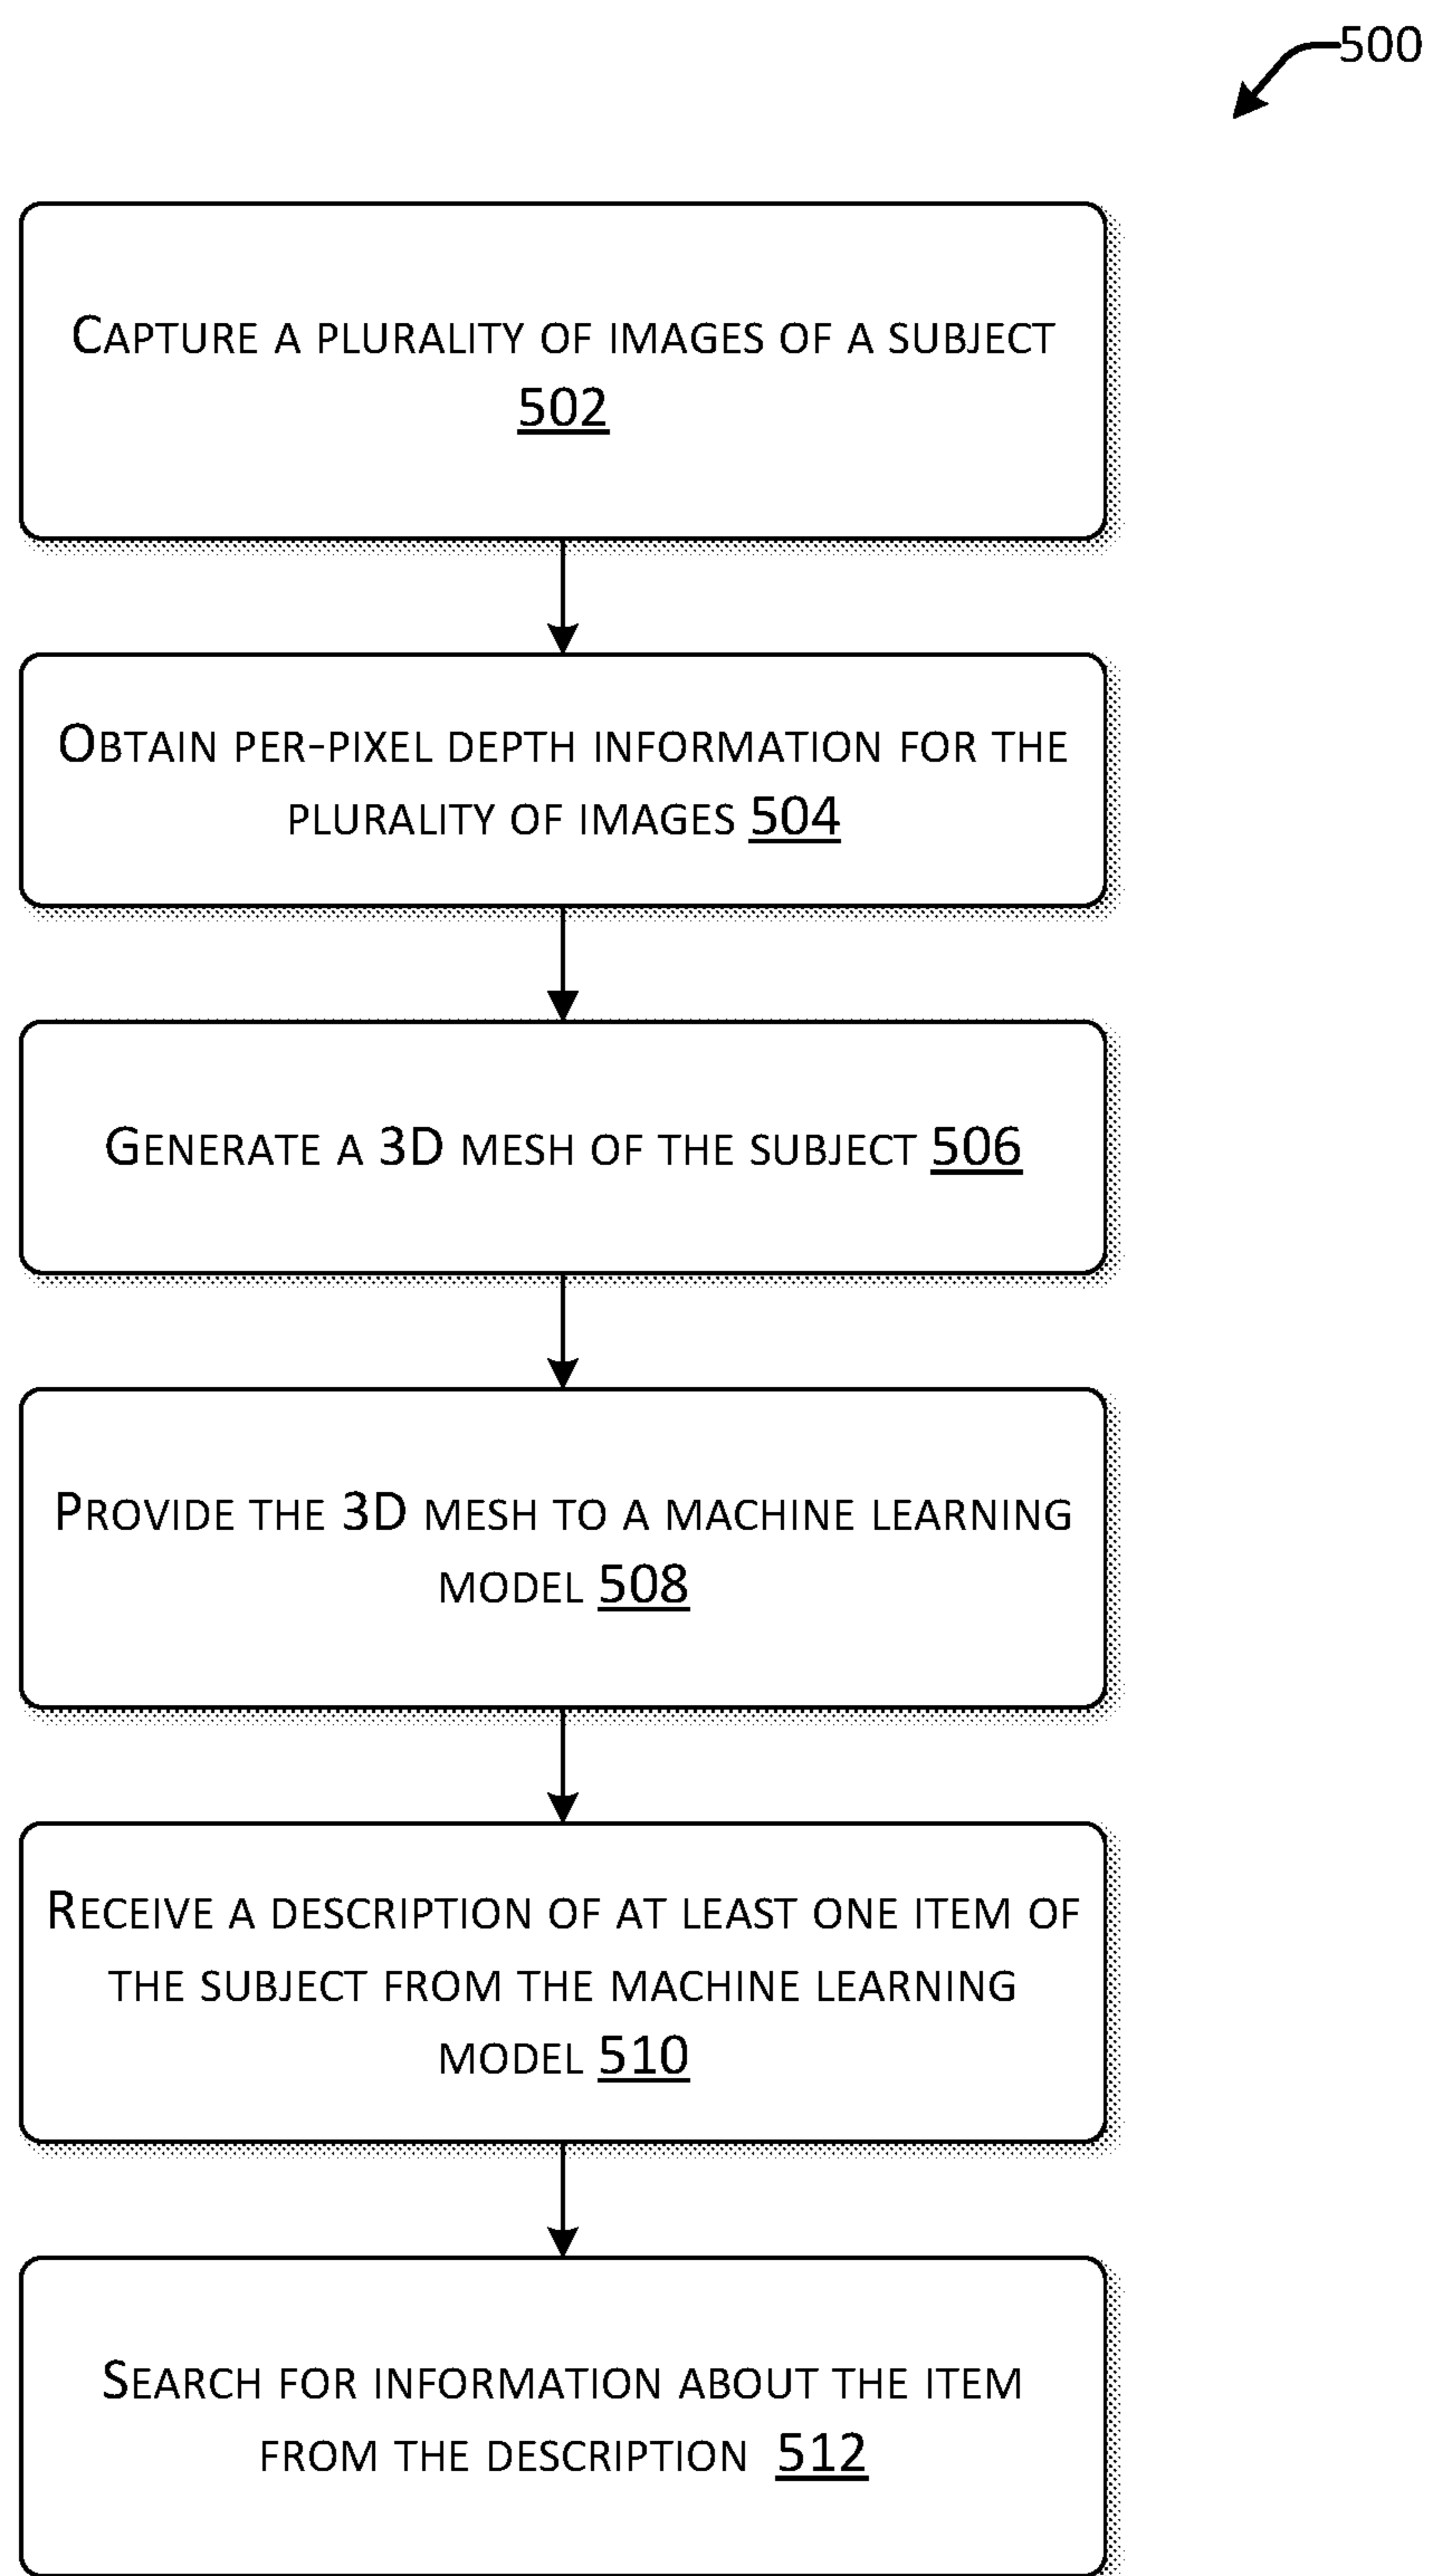 500
Capture a plurality of images of a subject
502
Obtain per-pixel depth information for the
plurality of images 504
Generate a 3D mesh of the subject 506
Provide the 3D mesh to a machine learning
model 508
Receive a description of at least one item of
the subject from the machine learning
model 510
Search for information about the item
from the description 512